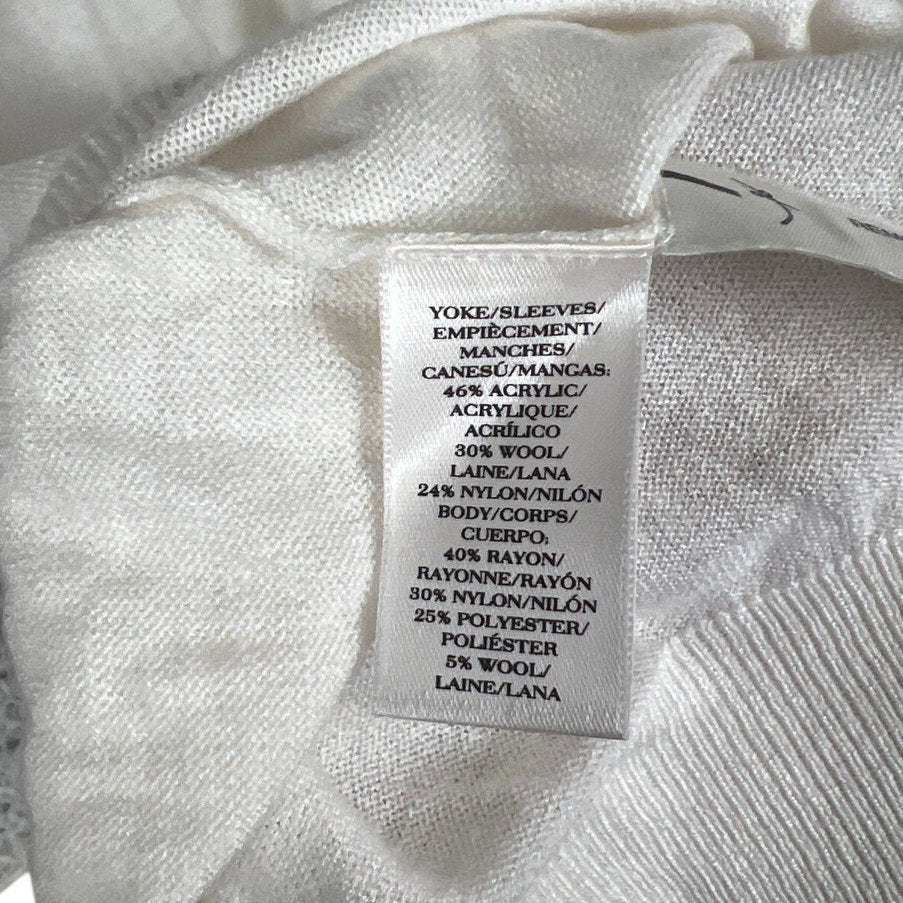 YOKE/SLEEVES/
EMPIÈCEMENT/
MANCHES/
CANESÚ/MANGAS:
46% ACRYLIC/
ACRYLIQUE/
ACRÍLICO
30% WOOL/
LAINE/LANA
24% NYLON/NILÓN
BODY/CORPS/
CUERPO:
40% RAYON/
RAYONNE/RAYÓN
30% NYLON/NILÓN
25% POLYESTER/
POLIÉSTER
5% WOOL/
LAINE/LANA